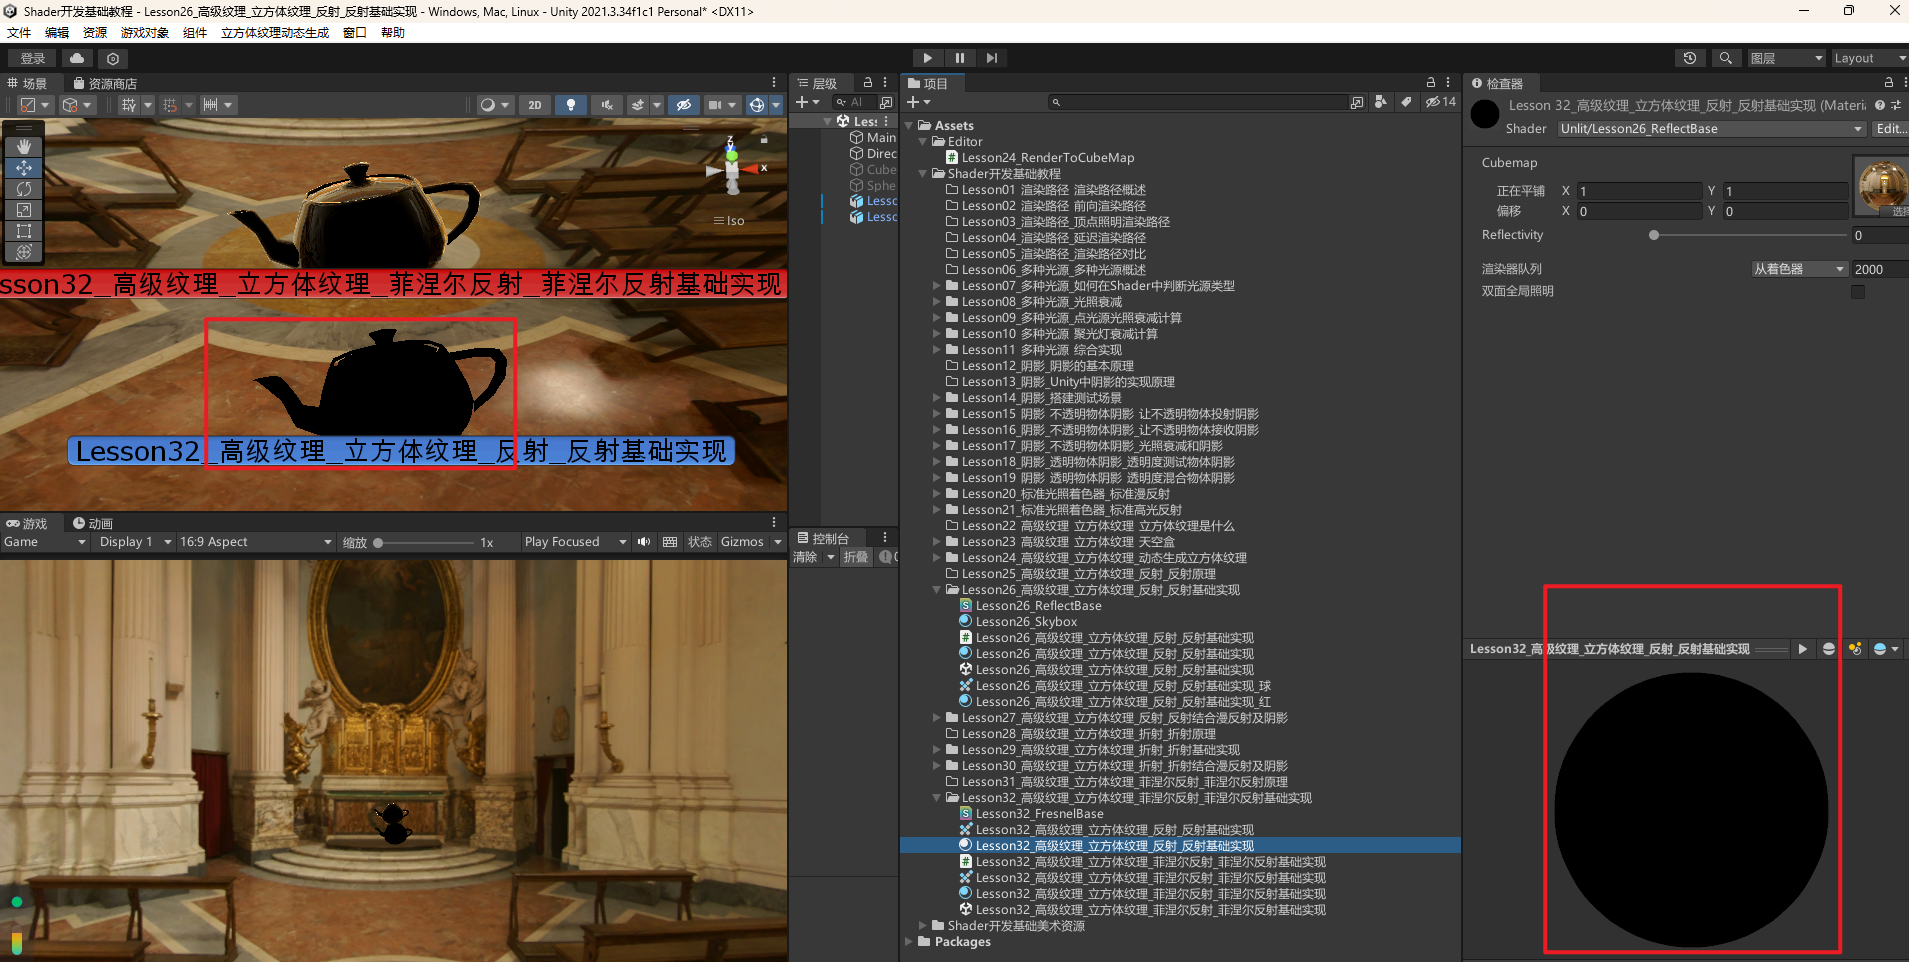 Shader开发基础教程 - Lesson26_高级纹理_立方体纹理_反射_反射基础实现 - Windows, Mac, Linux - Unity 2021.3.34f1c1 Personal* <DX11>
文件 编辑 资源 游戏对象 组件 立方体纹理动态生成 窗口 帮助
登录
图层 Layout
场景 资源商店
2D
Iso
sson32_高级纹理_立方体纹理_菲涅尔反射_菲涅尔反射基础实现
Lesson32_高级纹理_立方体纹理_反射_反射基础实现
游戏 动画
Game Display 1 16:9 Aspect 缩放 1x Play Focused 状态 Gizmos
层级
All
Less
Main
Direc
Cube
Sphe
Lessc
Lessc
控制台
清除 折叠 0
项目
14
Assets
Editor
Lesson24_RenderToCubeMap
Shader开发基础教程
Lesson01_渲染路径_渲染路径概述
Lesson02_渲染路径_前向渲染路径
Lesson03_渲染路径_顶点照明渲染路径
Lesson04_渲染路径_延迟渲染路径
Lesson05_渲染路径_渲染路径对比
Lesson06_多种光源_多种光源概述
Lesson07_多种光源_如何在Shader中判断光源类型
Lesson08_多种光源_光照衰减
Lesson09_多种光源_点光源光照衰减计算
Lesson10_多种光源_聚光灯衰减计算
Lesson11_多种光源_综合实现
Lesson12_阴影_阴影的基本原理
Lesson13_阴影_Unity中阴影的实现原理
Lesson14_阴影_搭建测试场景
Lesson15_阴影_不透明物体阴影_让不透明物体投射阴影
Lesson16_阴影_不透明物体阴影_让不透明物体接收阴影
Lesson17_阴影_不透明物体阴影_光照衰减和阴影
Lesson18_阴影_透明物体阴影_透明度测试物体阴影
Lesson19_阴影_透明物体阴影_透明度混合物体阴影
Lesson20_标准光照着色器_标准漫反射
Lesson21_标准光照着色器_标准高光反射
Lesson22_高级纹理_立方体纹理_立方体纹理是什么
Lesson23_高级纹理_立方体纹理_天空盒
Lesson24_高级纹理_立方体纹理_动态生成立方体纹理
Lesson25_高级纹理_立方体纹理_反射_反射原理
Lesson26_高级纹理_立方体纹理_反射_反射基础实现
Lesson26_ReflectBase
Lesson26_Skybox
Lesson26_高级纹理_立方体纹理_反射_反射基础实现
Lesson26_高级纹理_立方体纹理_反射_反射基础实现
Lesson26_高级纹理_立方体纹理_反射_反射基础实现
Lesson26_高级纹理_立方体纹理_反射_反射基础实现_球
Lesson26_高级纹理_立方体纹理_反射_反射基础实现_红
Lesson27_高级纹理_立方体纹理_反射_反射结合漫反射及阴影
Lesson28_高级纹理_立方体纹理_折射_折射原理
Lesson29_高级纹理_立方体纹理_折射_折射基础实现
Lesson30_高级纹理_立方体纹理_折射_折射结合漫反射及阴影
Lesson31_高级纹理_立方体纹理_菲涅尔反射_菲涅尔反射原理
Lesson32_高级纹理_立方体纹理_菲涅尔反射_菲涅尔反射基础实现
Lesson32_FresnelBase
Lesson32_高级纹理_立方体纹理_反射_反射基础实现
Lesson32_高级纹理_立方体纹理_反射_反射基础实现
Lesson32_高级纹理_立方体纹理_菲涅尔反射_菲涅尔反射基础实现
Lesson32_高级纹理_立方体纹理_菲涅尔反射_菲涅尔反射基础实现
Lesson32_高级纹理_立方体纹理_菲涅尔反射_菲涅尔反射基础实现
Lesson32_高级纹理_立方体纹理_菲涅尔反射_菲涅尔反射基础实现
Shader开发基础美术资源
Packages
检查器
Lesson 32_高级纹理_立方体纹理_反射_反射基础实现 (Materi
Shader Unlit/Lesson26_ReflectBase Edit...
Cubemap
正在平铺 X 1 Y 1
偏移 X 0 Y 0
选择
Reflectivity 0
渲染器队列 从着色器 2000
双面全局照明
Lesson32_高级纹理_立方体纹理_反射_反射基础实现